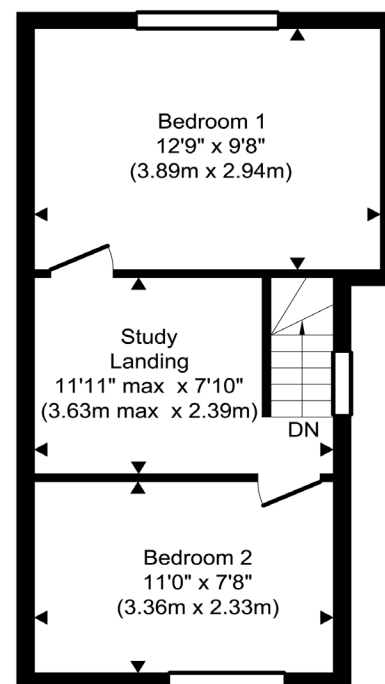 Bedroom 1
12'9" x 9'8"
(3.89m x 2.94m)
Study
Landing
11'11" max x 7'10"
(3.63m max x 2.39m)
DN
Bedroom 2
11'0" x 7'8"
(3.36m x 2.33m)